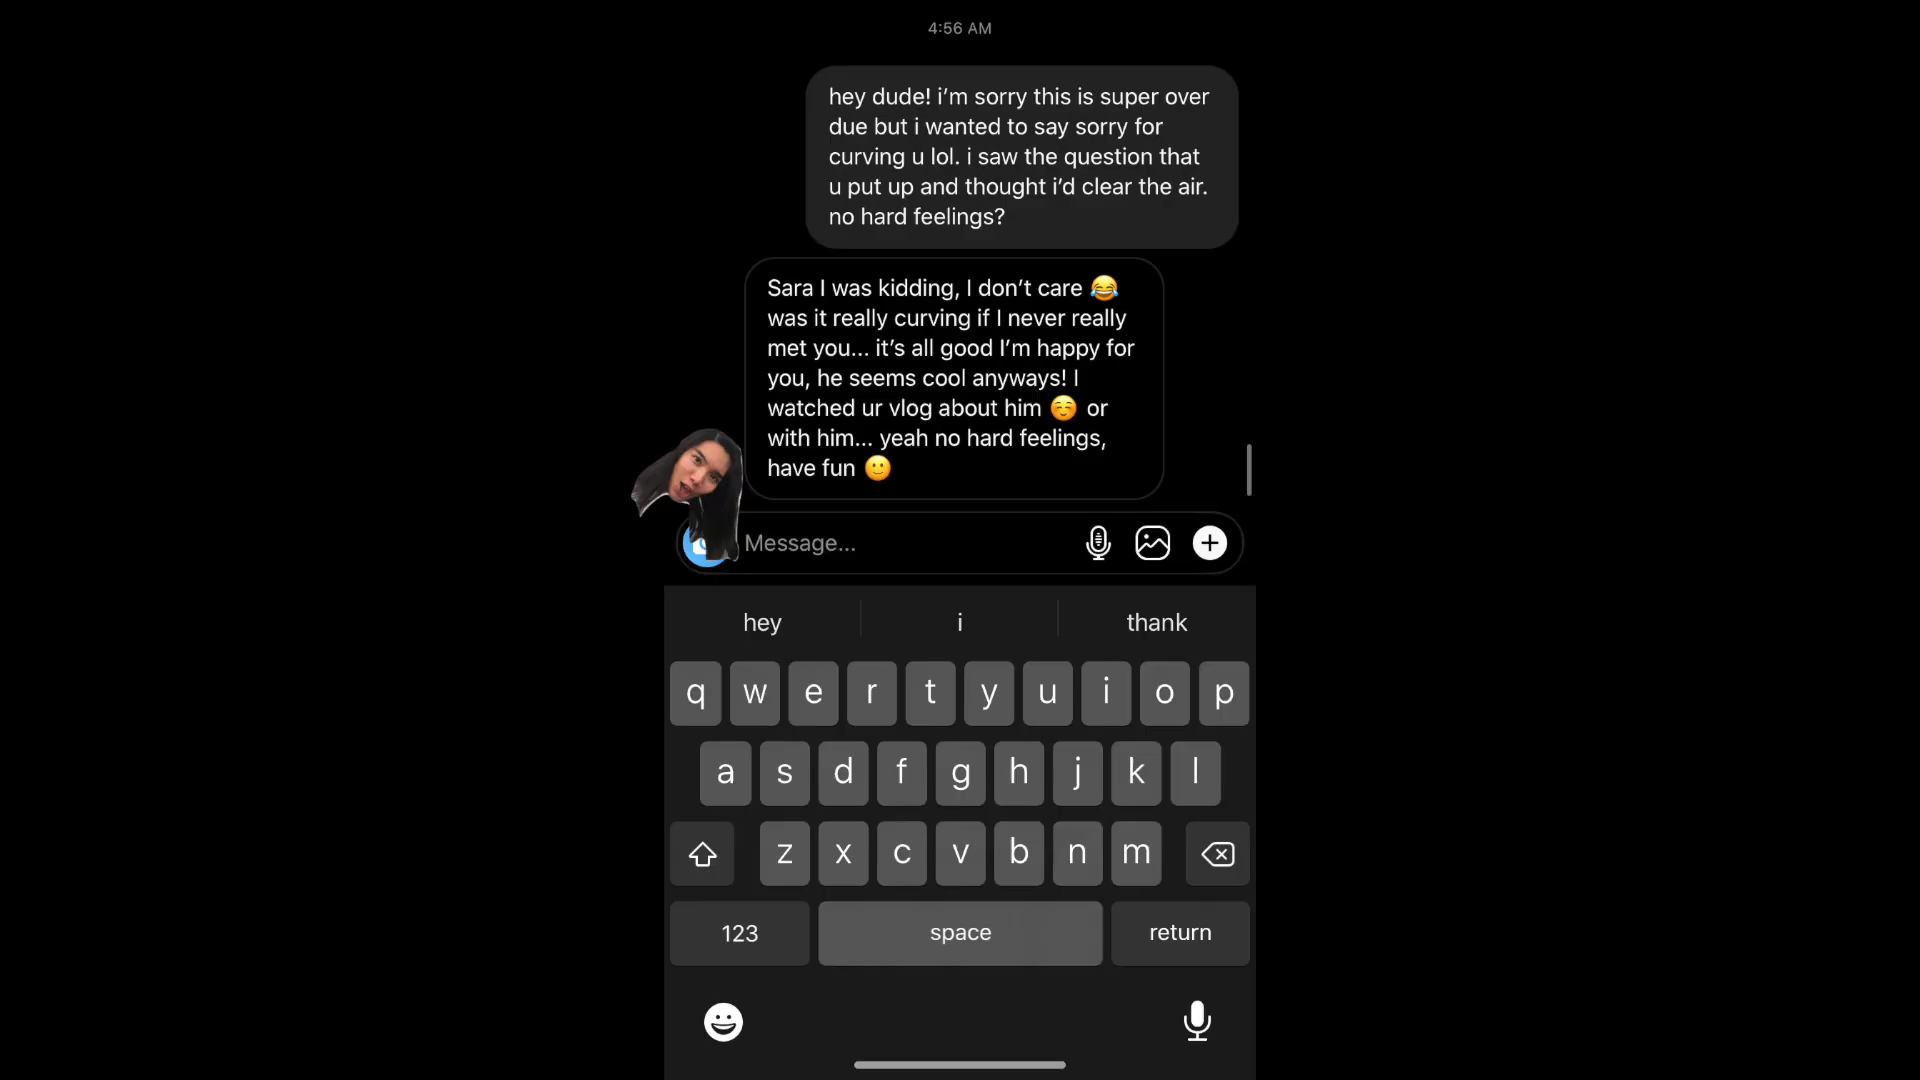 4:56 AM
hey dude! i’m sorry this is super over
due but i wanted to say sorry for
curving u lol. i saw the question that
u put up and thought i’d clear the air.
no hard feelings?
Sara I was kidding, I don’t care 😂
was it really curving if I never really
met you... it’s all good I’m happy for
you, he seems cool anyways! I
watched ur vlog about him ☺️ or
with him... yeah no hard feelings,
have fun 🙂
Message...
hey i thank
q w e r t y u i o p
a s d f g h j k l
z x c v b n m
123 space return